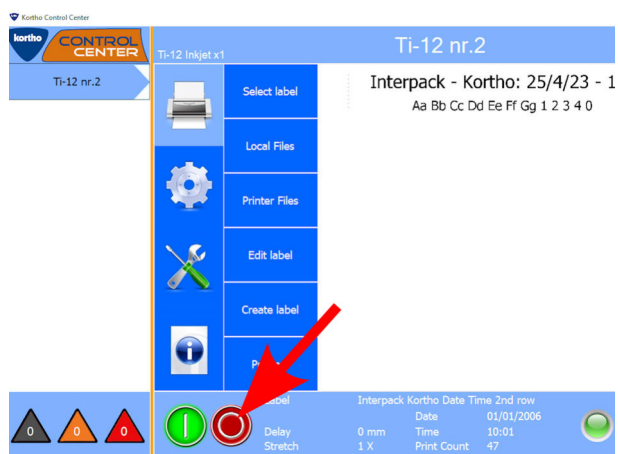 Kortho Control Center
kortho CONTROL CENTER
Ti-12 Inkjet x1
Ti-12 nr.2
Ti-12 nr.2
Select label
Local Files
Printer Files
Edit label
Create label
Interpack - Kortho: 25/4/23 - 1
Aa Bb Cc Dd Ee Ff Gg 1 2 3 4 0
0 0 0
Label Interpack Kortho Date Time 2nd row
Date 01/01/2006
Delay 0 mm Time 10:01
Stretch 1 X Print Count 47